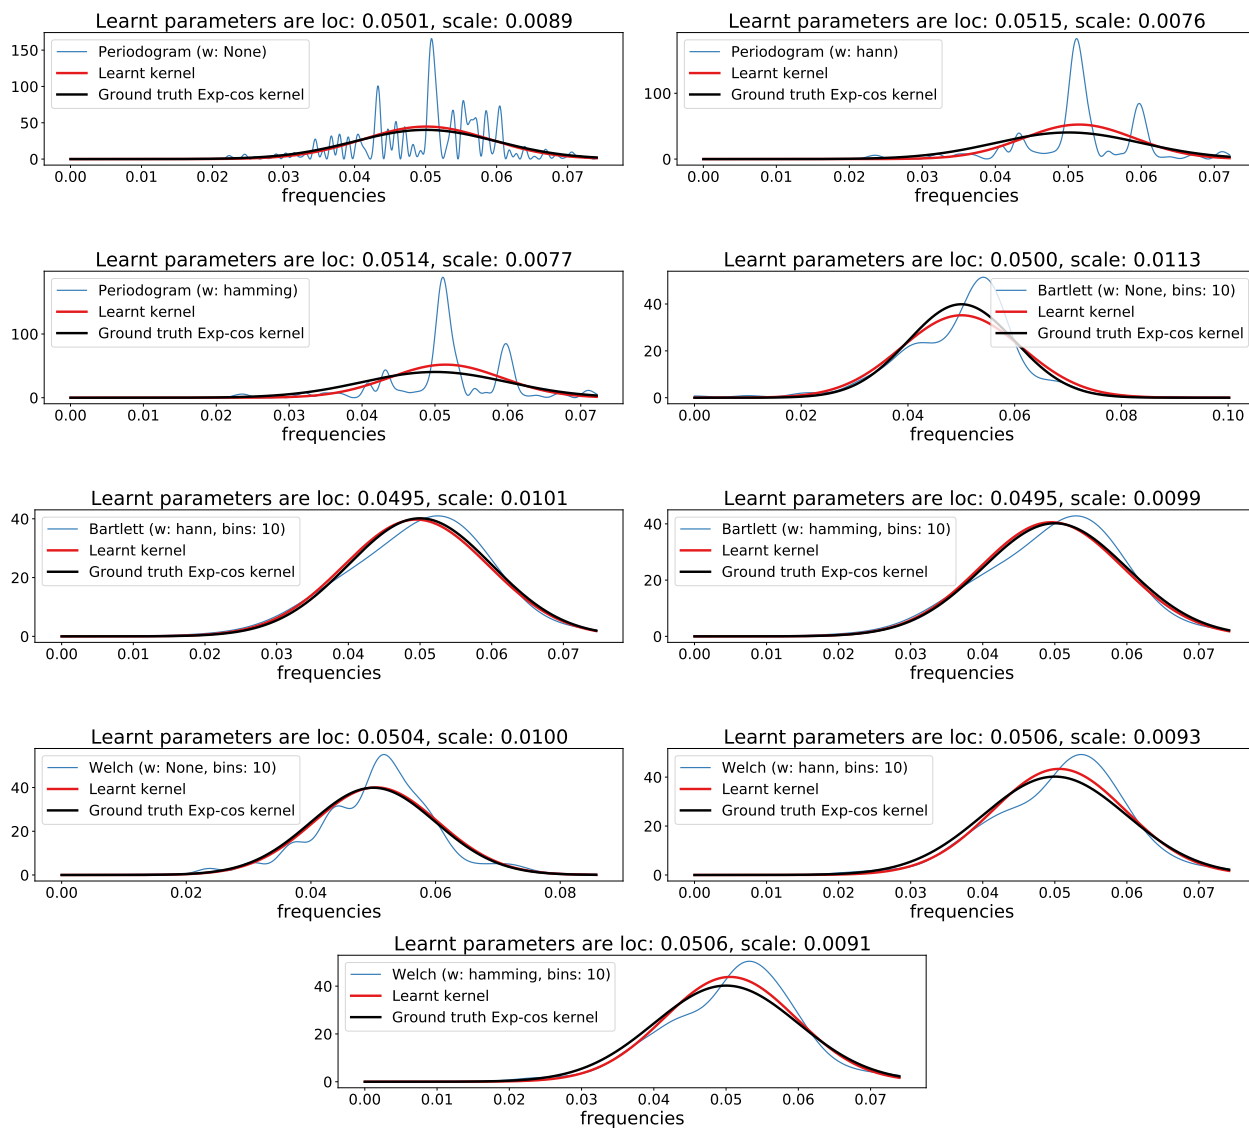 Learnt parameters are loc: 0.0501, scale: 0.0089
150
100
50
0
Periodogram (w: None)
Learnt kernel
Ground truth Exp-cos kernel
0.00 0.01 0.02 0.03 0.04 0.05 0.06 0.07
frequencies
Learnt parameters are loc: 0.0515, scale: 0.0076
100
0
Periodogram (w: hann)
Learnt kernel
Ground truth Exp-cos kernel
0.00 0.01 0.02 0.03 0.04 0.05 0.06 0.07
frequencies
Learnt parameters are loc: 0.0514, scale: 0.0077
100
0
Periodogram (w: hamming)
Learnt kernel
Ground truth Exp-cos kernel
0.00 0.01 0.02 0.03 0.04 0.05 0.06 0.07
frequencies
Learnt parameters are loc: 0.0500, scale: 0.0113
40
20
0
Bartlett (w: None, bins: 10)
Learnt kernel
Ground truth Exp-cos kernel
0.00 0.02 0.04 0.06 0.08 0.10
frequencies
Learnt parameters are loc: 0.0495, scale: 0.0101
40
20
0
Bartlett (w: hann, bins: 10)
Learnt kernel
Ground truth Exp-cos kernel
0.00 0.01 0.02 0.03 0.04 0.05 0.06 0.07
frequencies
Learnt parameters are loc: 0.0495, scale: 0.0099
40
20
0
Bartlett (w: hamming, bins: 10)
Learnt kernel
Ground truth Exp-cos kernel
0.00 0.01 0.02 0.03 0.04 0.05 0.06 0.07
frequencies
Learnt parameters are loc: 0.0504, scale: 0.0100
40
20
0
Welch (w: None, bins: 10)
Learnt kernel
Ground truth Exp-cos kernel
0.00 0.02 0.04 0.06 0.08
frequencies
Learnt parameters are loc: 0.0506, scale: 0.0093
40
20
0
Welch (w: hann, bins: 10)
Learnt kernel
Ground truth Exp-cos kernel
0.00 0.01 0.02 0.03 0.04 0.05 0.06 0.07
frequencies
Learnt parameters are loc: 0.0506, scale: 0.0091
40
20
0
Welch (w: hamming, bins: 10)
Learnt kernel
Ground truth Exp-cos kernel
0.00 0.01 0.02 0.03 0.04 0.05 0.06 0.07
frequencies